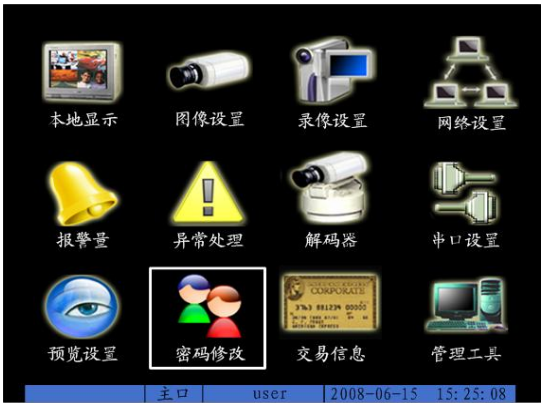 本地显示 图像设置 录像设置 网络设置
报警量 异常处理 解码器 串口设置
CORPORATE
预览设置 密码修改 交易信息 管理工具
主口 user 2008-06-15 15:25:08